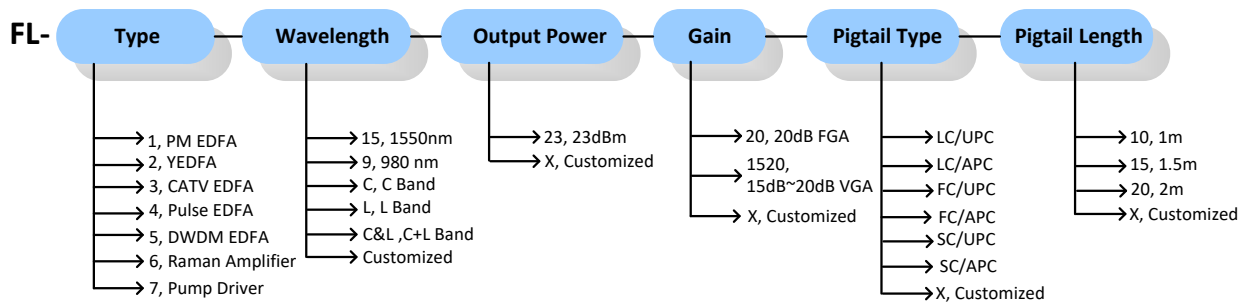 FL- Type Wavelength Output Power Gain Pigtail Type Pigtail Length
1, PM EDFA
2, YEDFA
3, CATV EDFA
4, Pulse EDFA
5, DWDM EDFA
6, Raman Amplifier
7, Pump Driver
15, 1550nm
9, 980 nm
C, C Band
L, L Band
C&L ,C+L Band
Customized
23, 23dBm
X, Customized
20, 20dB FGA
1520,
15dB~20dB VGA
X, Customized
LC/UPC
LC/APC
FC/UPC
FC/APC
SC/UPC
SC/APC
X, Customized
10, 1m
15, 1.5m
20, 2m
X, Customized